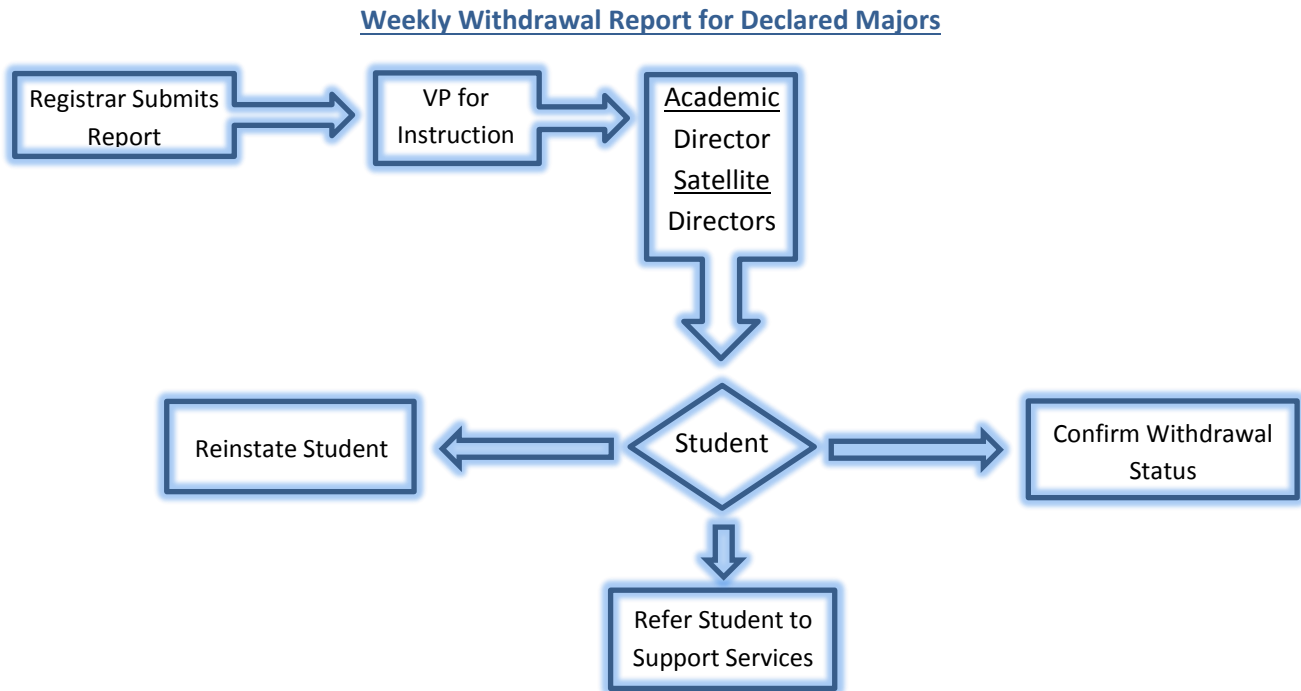 Weekly Withdrawal Report for Declared Majors
Registrar Submits
Report
VP for
Instruction
Academic
Director
Satellite
Directors
Reinstate Student
Student
Confirm Withdrawal
Status
Refer Student to
Support Services